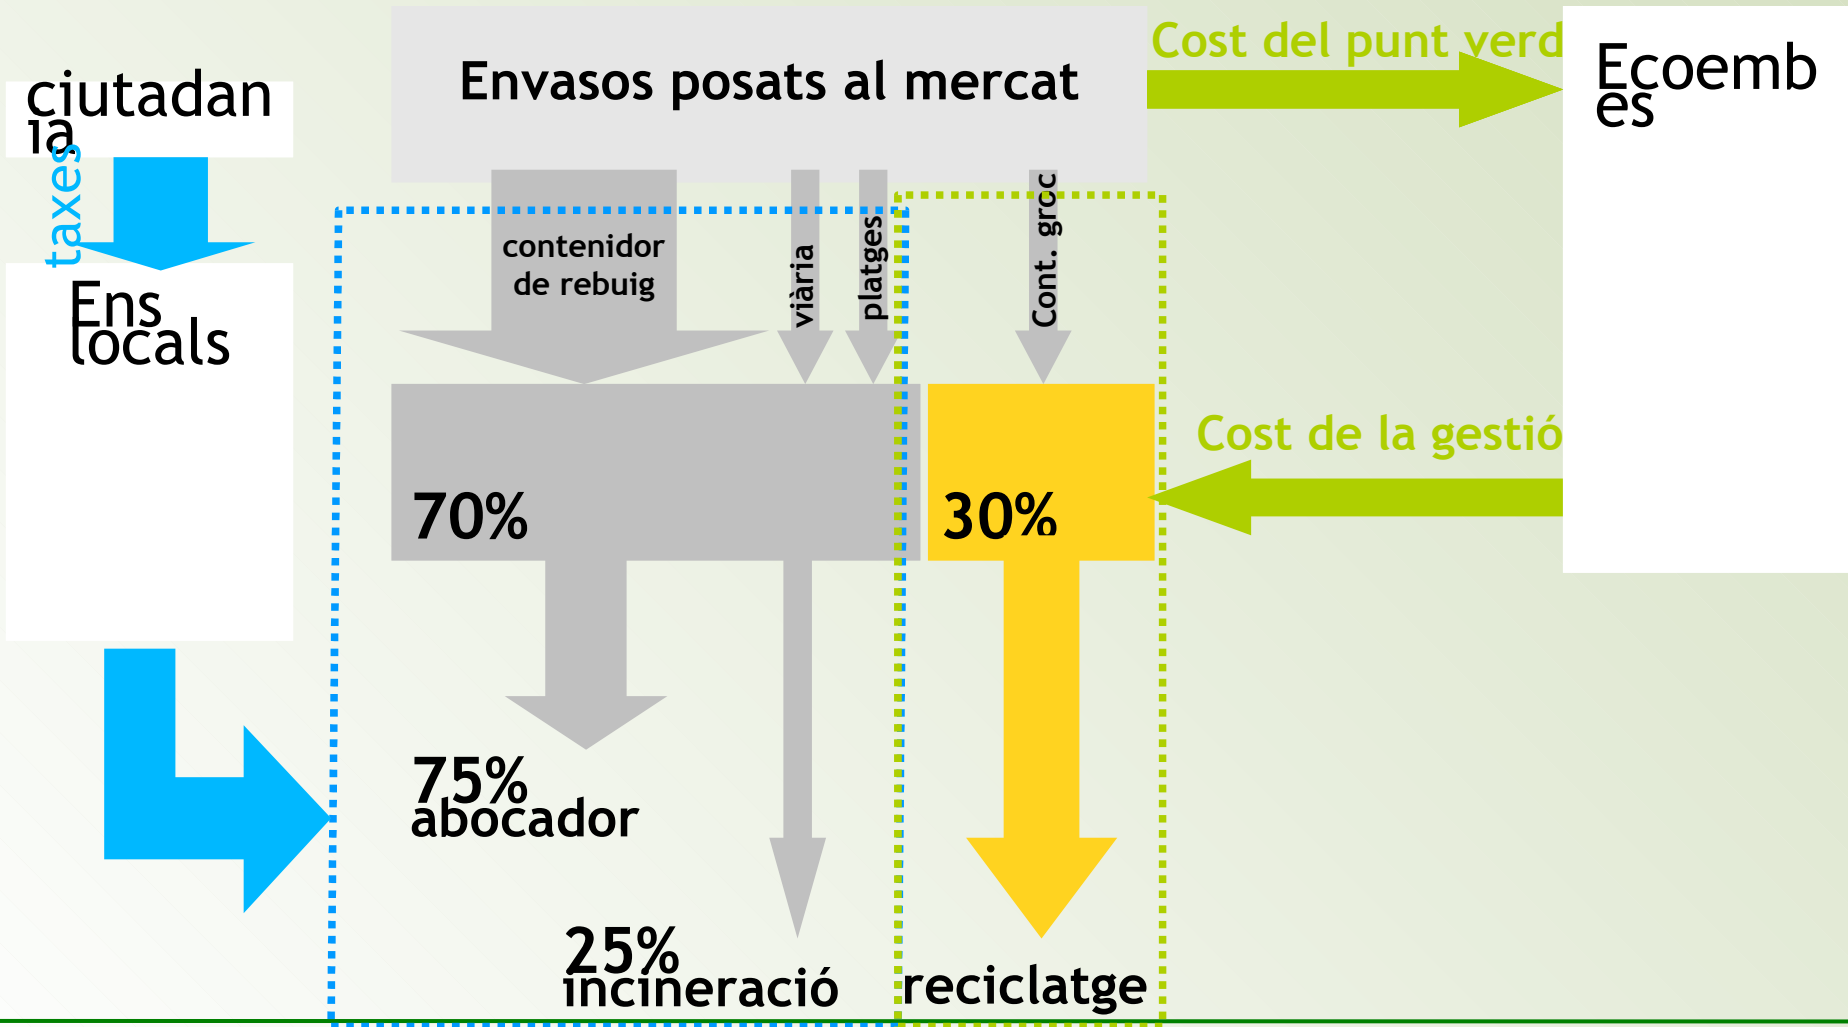 Cost del punt verd
Envasos posats al mercat
Ecoemb
es
ciutadan
ia
taxes
contenidor
de rebuig
viària
platges
Cont. groc
Ens
locals
Cost de la gestió
70%
30%
75%
abocador
25%
incineració
reciclatge